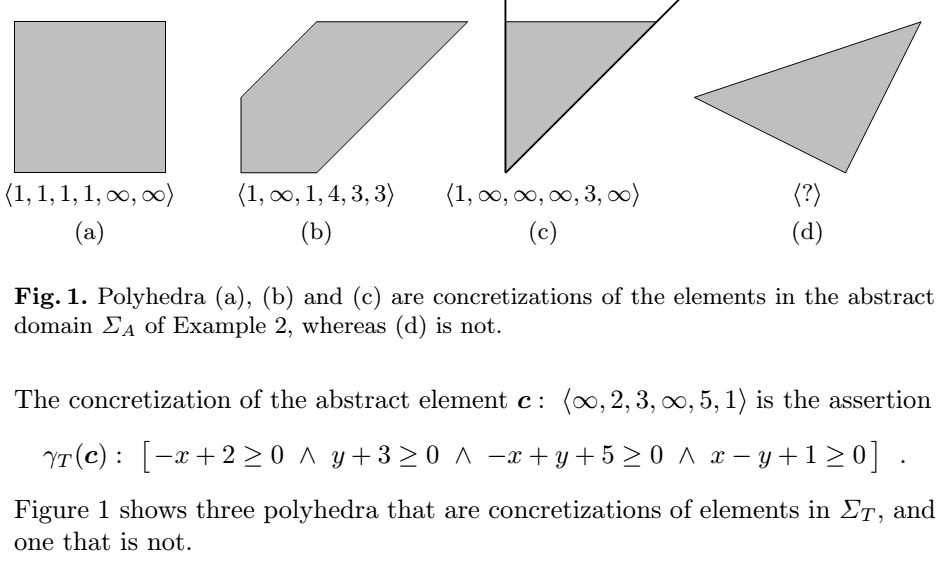 ⟨1, 1, 1, 1, ∞, ∞⟩ ⟨1, ∞, 1, 4, 3, 3⟩ ⟨1, ∞, ∞, ∞, 3, ∞⟩ ⟨?⟩
(a) (b) (c) (d)
Fig. 1. Polyhedra (a), (b) and (c) are concretizations of the elements in the abstract
domain Σ_A of Example 2, whereas (d) is not.
The concretization of the abstract element c : ⟨∞, 2, 3, ∞, 5, 1⟩ is the assertion
γ_T(c) : [−x + 2 ≥ 0 ∧ y + 3 ≥ 0 ∧ −x + y + 5 ≥ 0 ∧ x − y + 1 ≥ 0] .
Figure 1 shows three polyhedra that are concretizations of elements in Σ_T, and
one that is not.